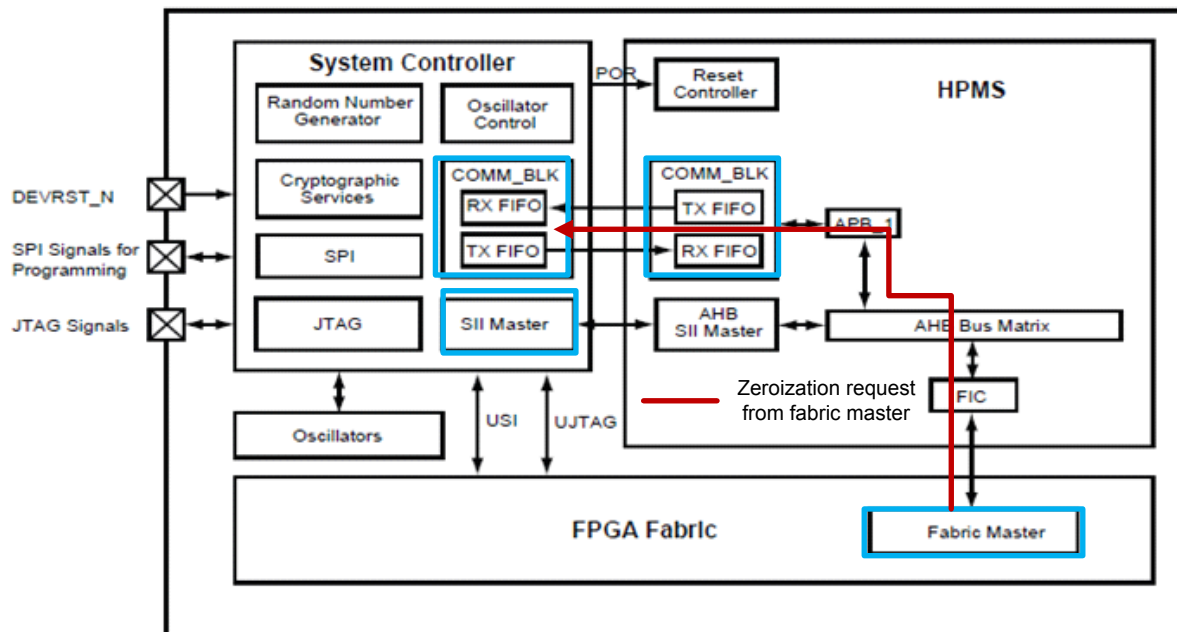 System Controller
Random Number
Generator
Oscillator
Control
Cryptographic
Services
COMM_BLK
RX FIFO
TX FIFO
SPI
JTAG
SII Master
DEVRST_N
SPI Signals for
Programming
JTAG Signals
POR
Reset
Controller
HPMS
COMM_BLK
TX FIFO
RX FIFO
APB_1
AHB
SII Master
AHB Bus Matrix
Zeroization request
from fabric master
FIC
Oscillators
USI
UJTAG
FPGA Fabric
Fabric Master